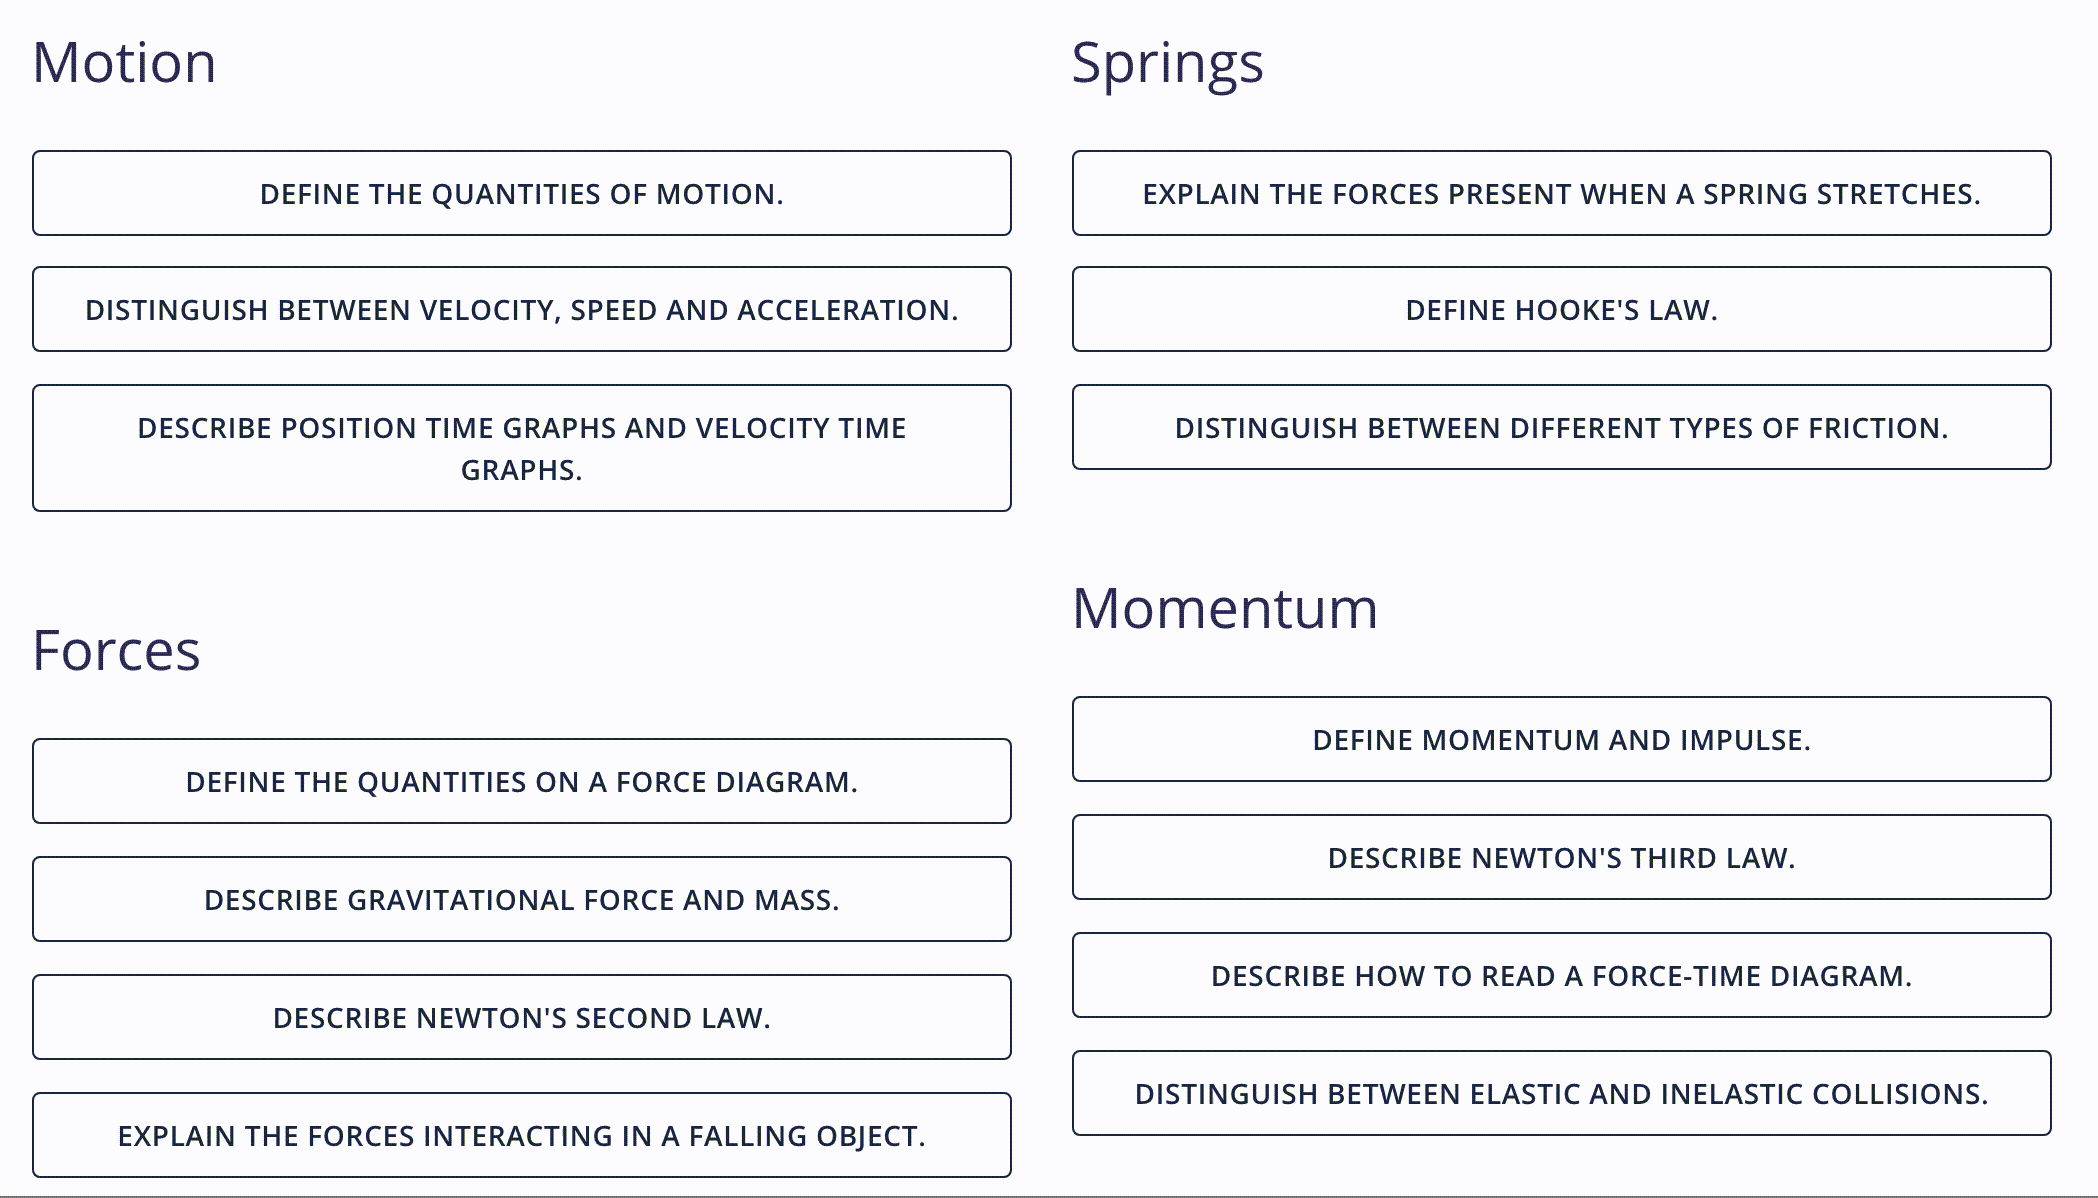 Motion
DEFINE THE QUANTITIES OF MOTION.
DISTINGUISH BETWEEN VELOCITY, SPEED AND ACCELERATION.
DESCRIBE POSITION TIME GRAPHS AND VELOCITY TIME
GRAPHS.
Forces
DEFINE THE QUANTITIES ON A FORCE DIAGRAM.
DESCRIBE GRAVITATIONAL FORCE AND MASS.
DESCRIBE NEWTON'S SECOND LAW.
EXPLAIN THE FORCES INTERACTING IN A FALLING OBJECT.
Springs
EXPLAIN THE FORCES PRESENT WHEN A SPRING STRETCHES.
DEFINE HOOKE'S LAW.
DISTINGUISH BETWEEN DIFFERENT TYPES OF FRICTION.
Momentum
DEFINE MOMENTUM AND IMPULSE.
DESCRIBE NEWTON'S THIRD LAW.
DESCRIBE HOW TO READ A FORCE-TIME DIAGRAM.
DISTINGUISH BETWEEN ELASTIC AND INELASTIC COLLISIONS.